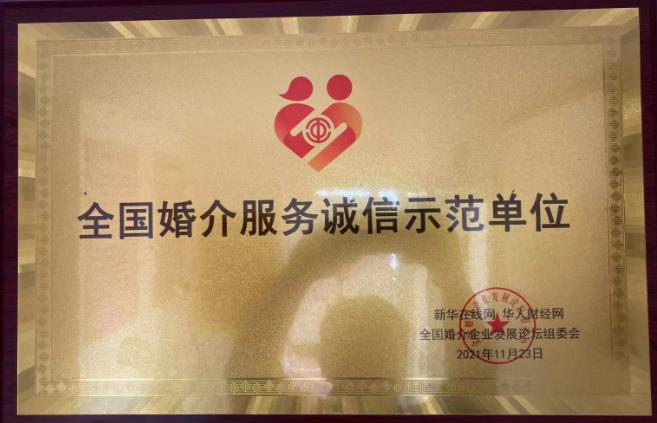 全国婚介服务诚信示范单位
新华在线网 华人财经网
全国婚介企业发展论坛组委会
2021年11月23日